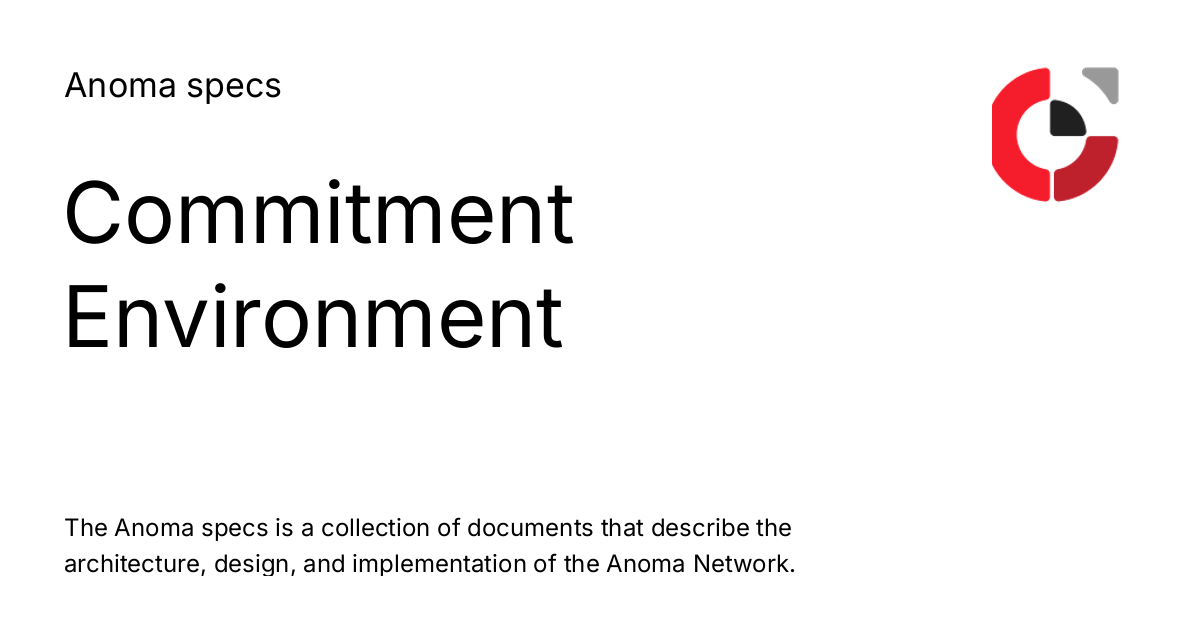 Anoma specs
Commitment
Environment
The Anoma specs is a collection of documents that describe the
architecture, design, and implementation of the Anoma Network.